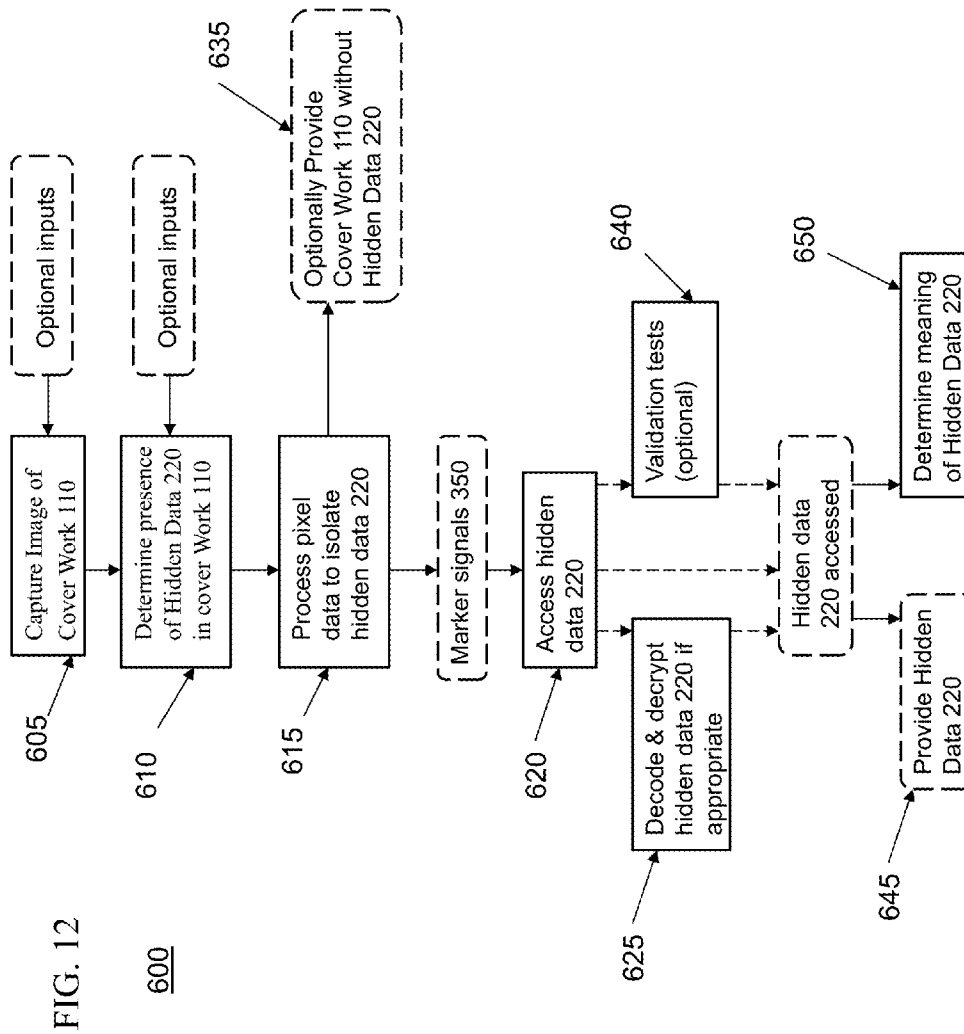 FIG. 12
600
Capture Image of
Cover Work 110
605
Optional inputs
Determine presence
of Hidden Data 220
in cover Work 110
610
Optional inputs
Process pixel
data to isolate
hidden data 220
615
Optionally Provide
Cover Work 110 without
Hidden Data 220
635
Marker signals 350
Access hidden
data 220
620
Decode & decrypt
hidden data 220 if
appropriate
625
Validation tests
(optional)
640
Hidden data
220 accessed
Provide Hidden
Data 220
645
Determine meaning
of Hidden Data 220
650